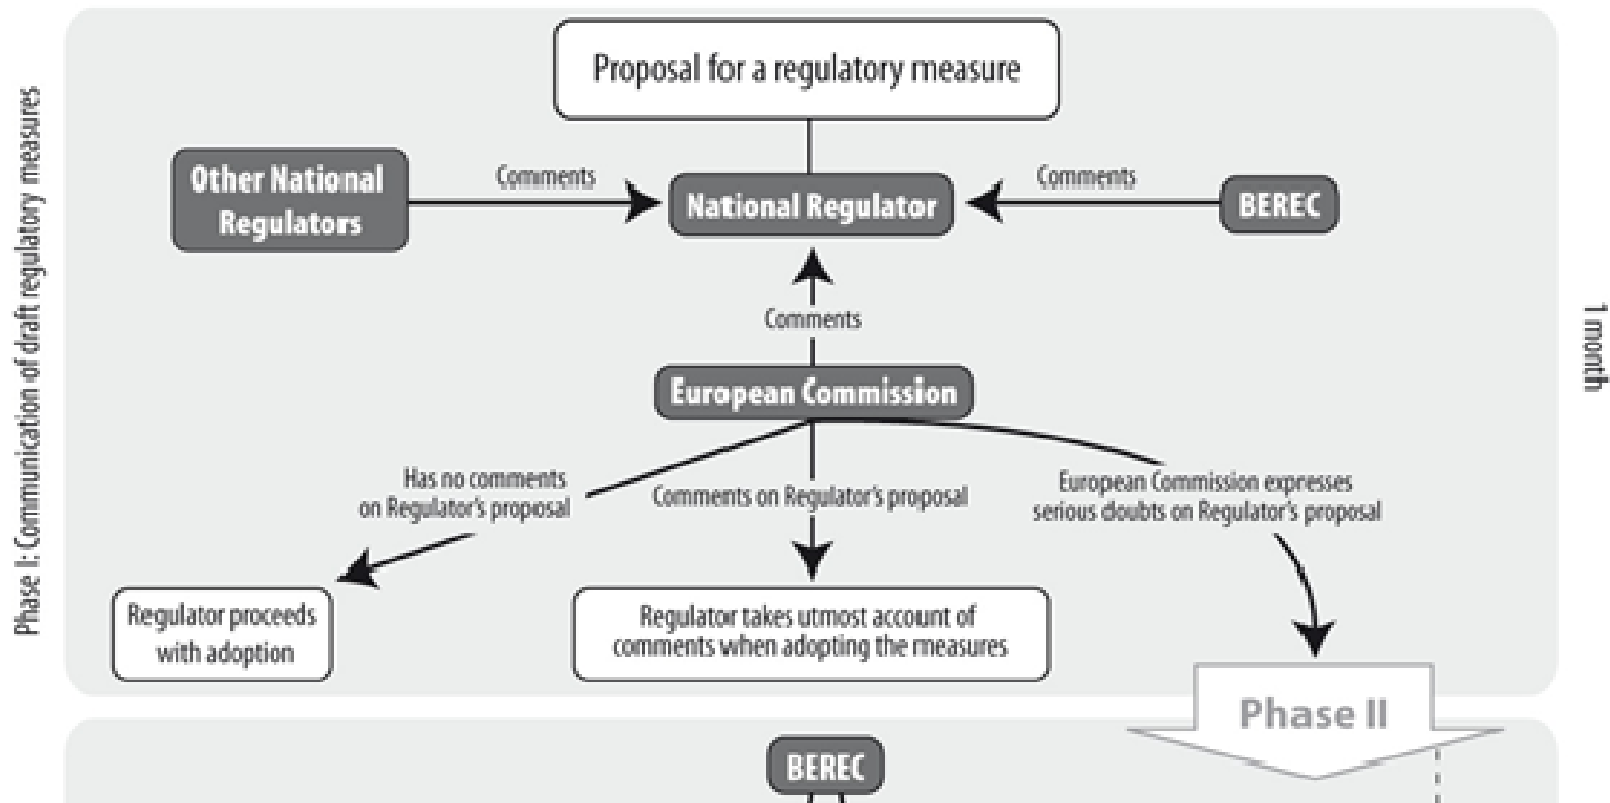 Phase I: Communication of draft regulatory measures
Proposal for a regulatory measure
Other National
Regulators
Comments
National Regulator
Comments
BEREC
Comments
1 month
European Commission
Has no comments
on Regulator's proposal
Comments on Regulator's proposal
European Commission expresses
serious doubts on Regulator's proposal
Regulator proceeds
with adoption
Regulator takes utmost account of
comments when adopting the measures
Phase II
BEREC